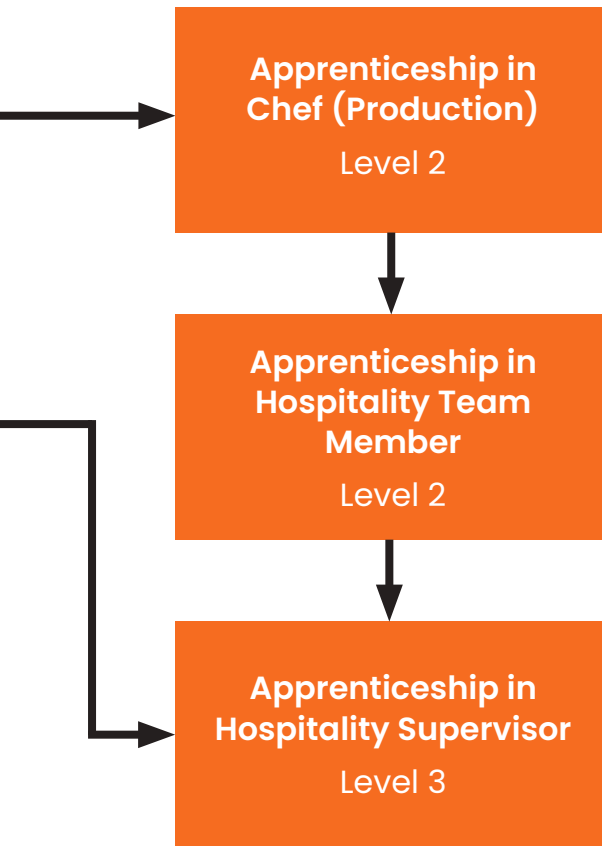 Apprenticeship in
Chef (Production)
Level 2
Apprenticeship in
Hospitality Team
Member
Level 2
Apprenticeship in
Hospitality Supervisor
Level 3